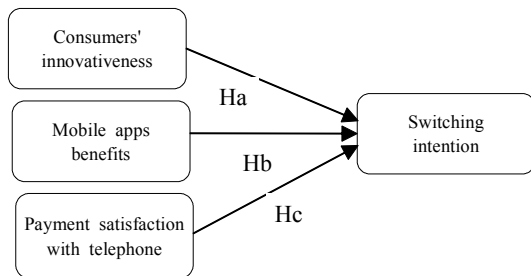 Consumers'
innovativeness
Ha
Mobile apps
benefits
Switching
intention
Hb
Payment satisfaction
with telephone
Hc